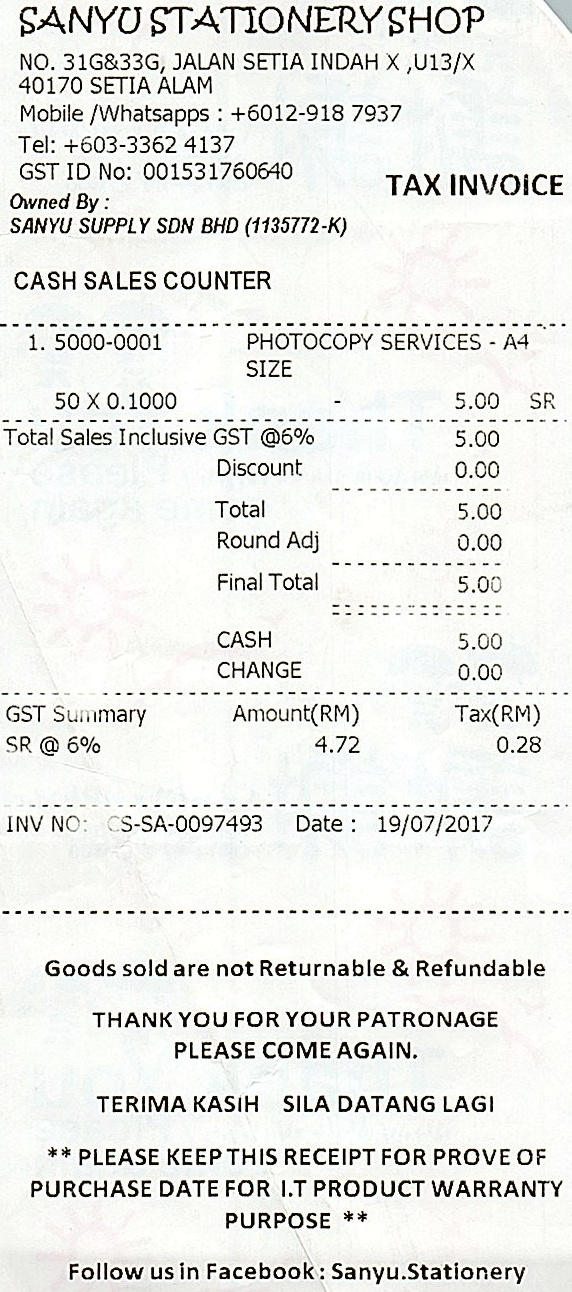 SANYU STATIONERY SHOP
NO. 31G&33G, JALAN SETIA INDAH X ,U13/X
40170 SETIA ALAM
Mobile /Whatsapps : +6012-918 7937
Tel: +603-3362 4137
GST ID No: 001531760640
TAX INVOICE
Owned By :
SANYU SUPPLY SDN BHD (1135772-K)
CASH SALES COUNTER
1. 5000-0001 PHOTOCOPY SERVICES - A4
SIZE
50 X 0.1000 - 5.00 SR
Total Sales Inclusive GST @6% 5.00
Discount 0.00
Total 5.00
Round Adj 0.00
Final Total 5.00
CASH 5.00
CHANGE 0.00
GST Summary Amount(RM) Tax(RM)
SR @ 6% 4.72 0.28
INV NO: CS-SA-0097493 Date : 19/07/2017
Goods sold are not Returnable & Refundable
THANK YOU FOR YOUR PATRONAGE
PLEASE COME AGAIN.
TERIMA KASIH SILA DATANG LAGI
** PLEASE KEEP THIS RECEIPT FOR PROVE OF
PURCHASE DATE FOR I.T PRODUCT WARRANTY
PURPOSE **
Follow us in Facebook : Sanyu.Stationery